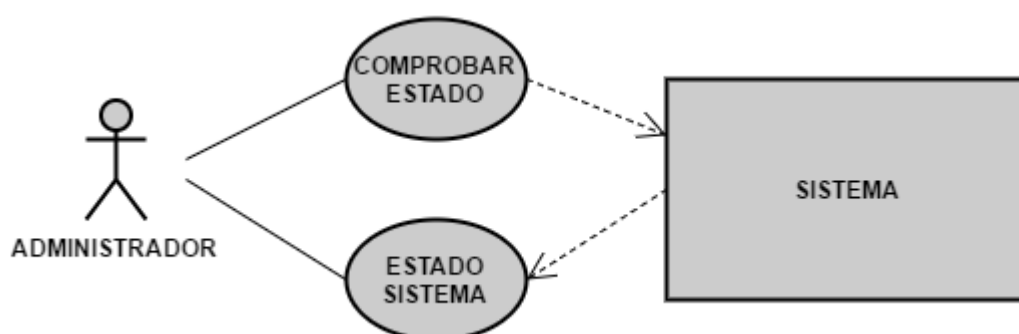 COMPROBAR
ESTADO
SISTEMA
ADMINISTRADOR
ESTADO
SISTEMA